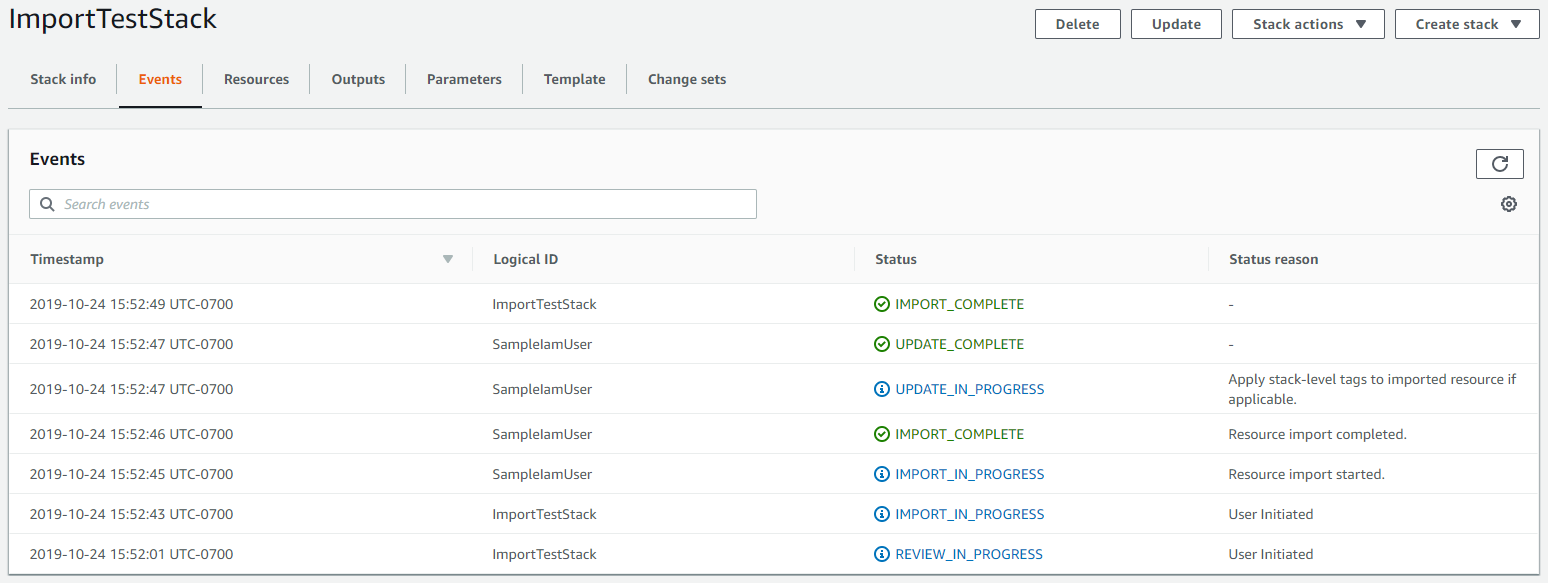 ImportTestStack
Delete Update Stack actions Create stack
Stack info Events Resources Outputs Parameters Template Change sets
Events
Search events
Timestamp Logical ID Status Status reason
2019-10-24 15:52:49 UTC-0700 ImportTestStack IMPORT_COMPLETE -
2019-10-24 15:52:47 UTC-0700 SampleIamUser UPDATE_COMPLETE -
2019-10-24 15:52:47 UTC-0700 SampleIamUser UPDATE_IN_PROGRESS Apply stack-level tags to imported resource if
applicable.
2019-10-24 15:52:46 UTC-0700 SampleIamUser IMPORT_COMPLETE Resource import completed.
2019-10-24 15:52:45 UTC-0700 SampleIamUser IMPORT_IN_PROGRESS Resource import started.
2019-10-24 15:52:43 UTC-0700 ImportTestStack IMPORT_IN_PROGRESS User Initiated
2019-10-24 15:52:01 UTC-0700 ImportTestStack REVIEW_IN_PROGRESS User Initiated